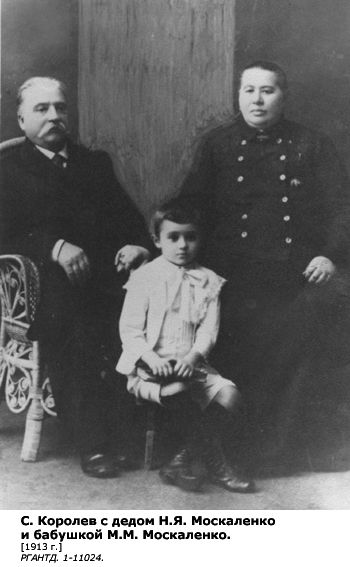 С. Королев с дедом Н.Я. Москаленко
и бабушкой М.М. Москаленко.
[1913 г.]
РГАНТД. 1-11024.